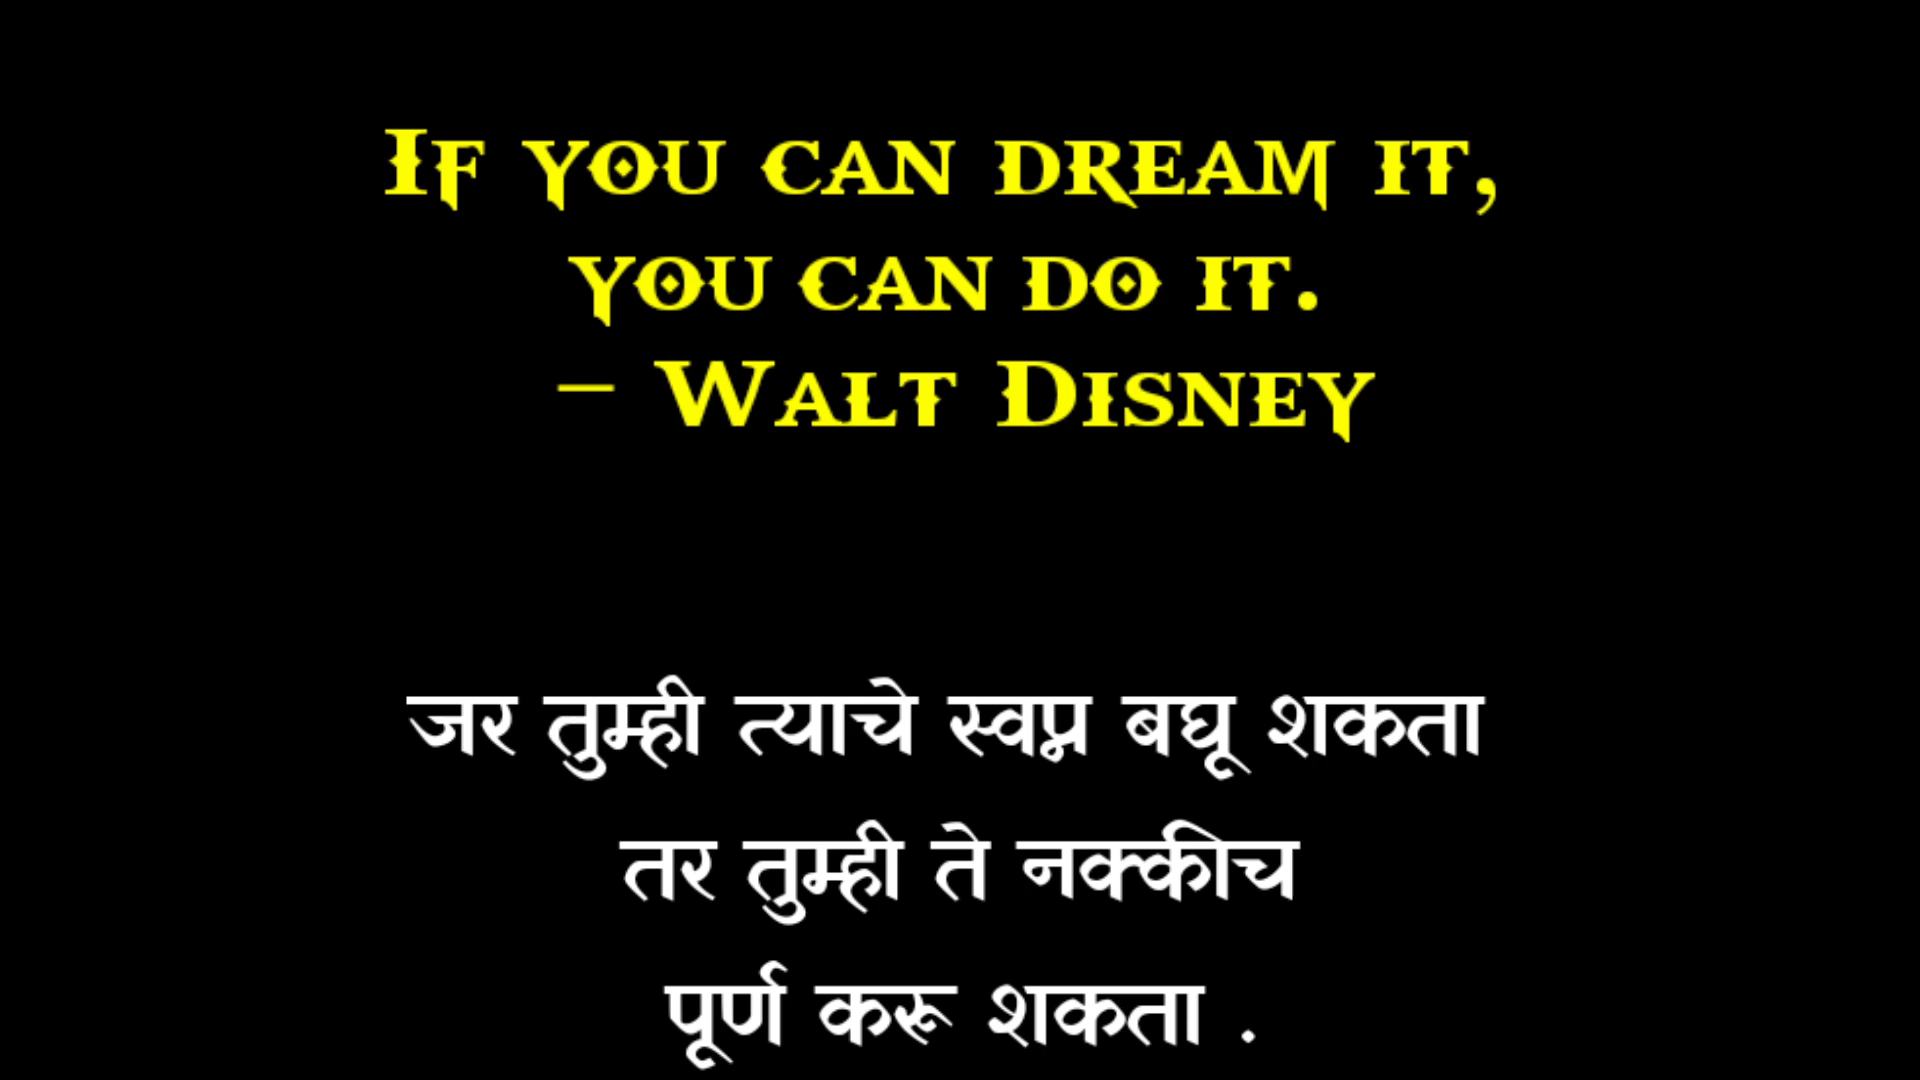 If you can dream it,
you can do it.
– Walt Disney
जर तुम्ही त्याचे स्वप्न बघू शकता
तर तुम्ही ते नक्कीच
पूर्ण करू शकता .